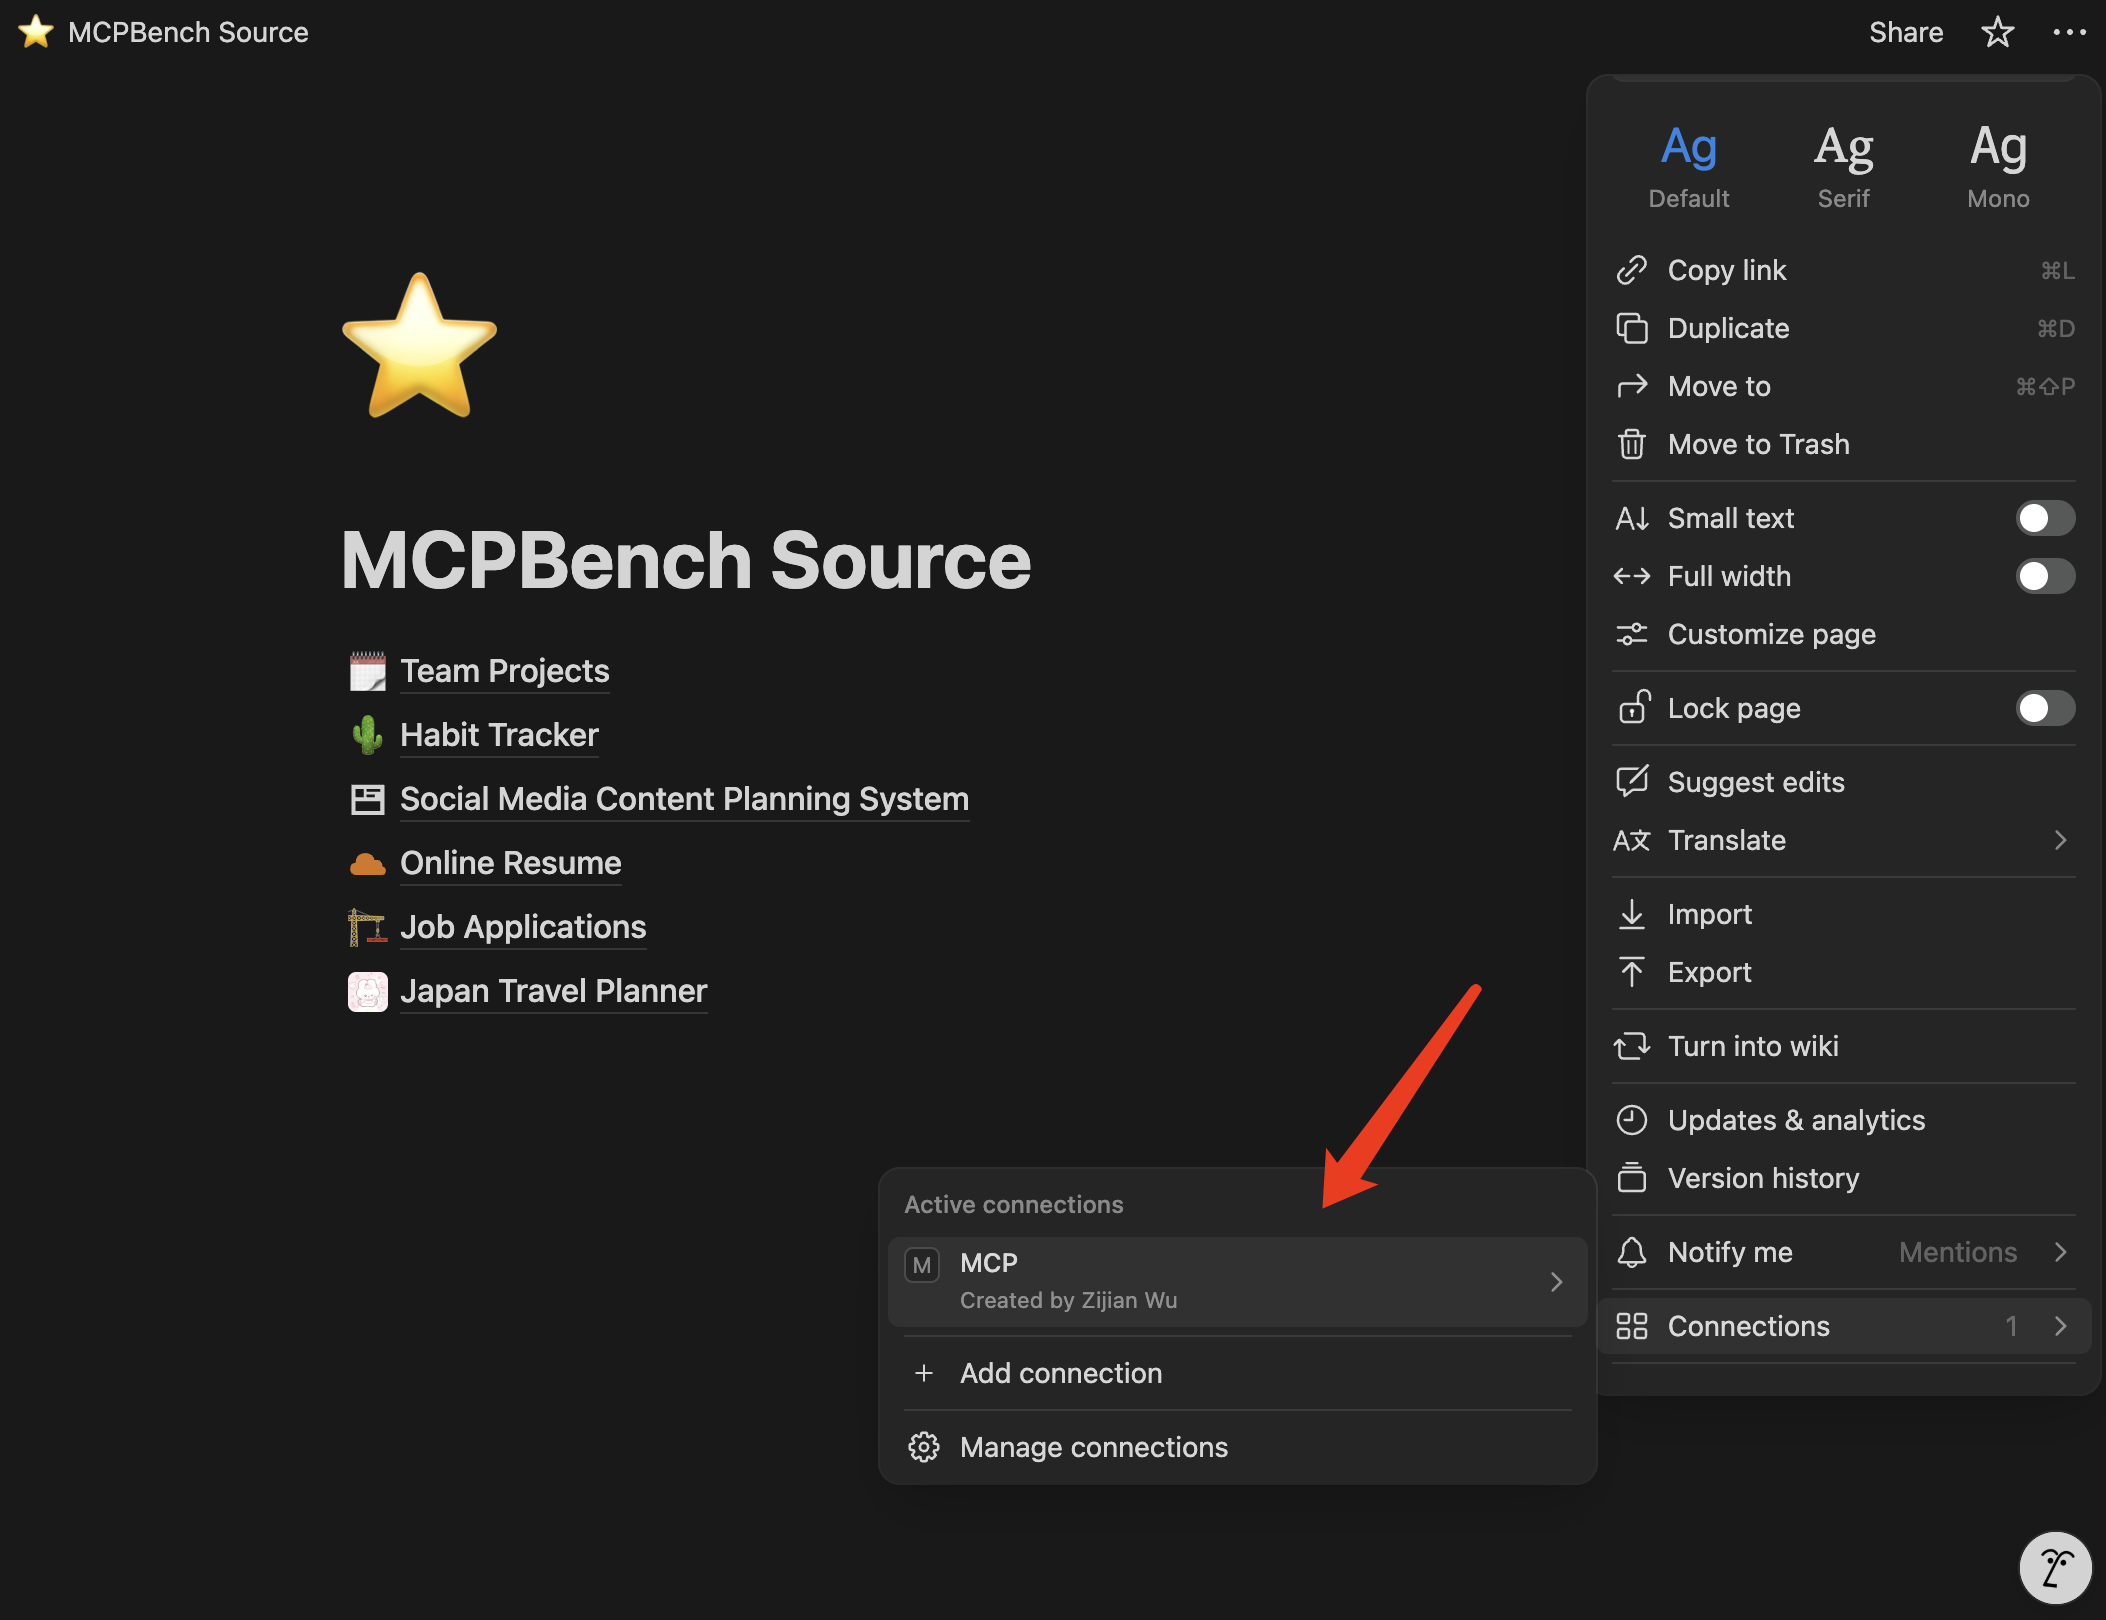 MCPBench Source
Share
Ag Ag Ag
Default Serif Mono
Copy link ⌘L
Duplicate ⌘D
Move to ⌘⇧P
Move to Trash
Small text
Full width
Customize page
Lock page
Suggest edits
Translate
Import
Export
Turn into wiki
Updates & analytics
Version history
Notify me Mentions
Connections 1
MCPBench Source
Team Projects
Habit Tracker
Social Media Content Planning System
Online Resume
Job Applications
Japan Travel Planner
Active connections
M MCP
Created by Zijian Wu
+ Add connection
Manage connections